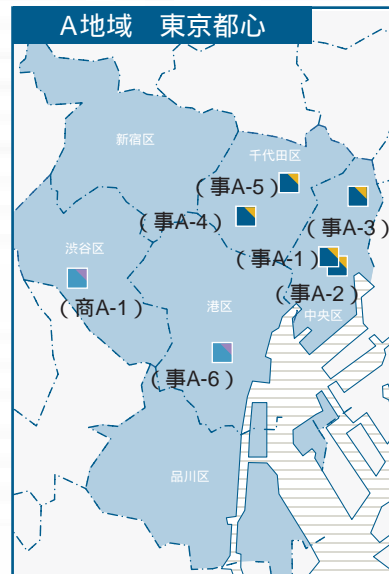 A地域　東京都心
新宿区
千代田区
（事A-5）
（事A-4）
（事A-3）
渋谷区
（事A-1）
（商A-1）
（事A-2）
港区
中央区
（事A-6）
品川区